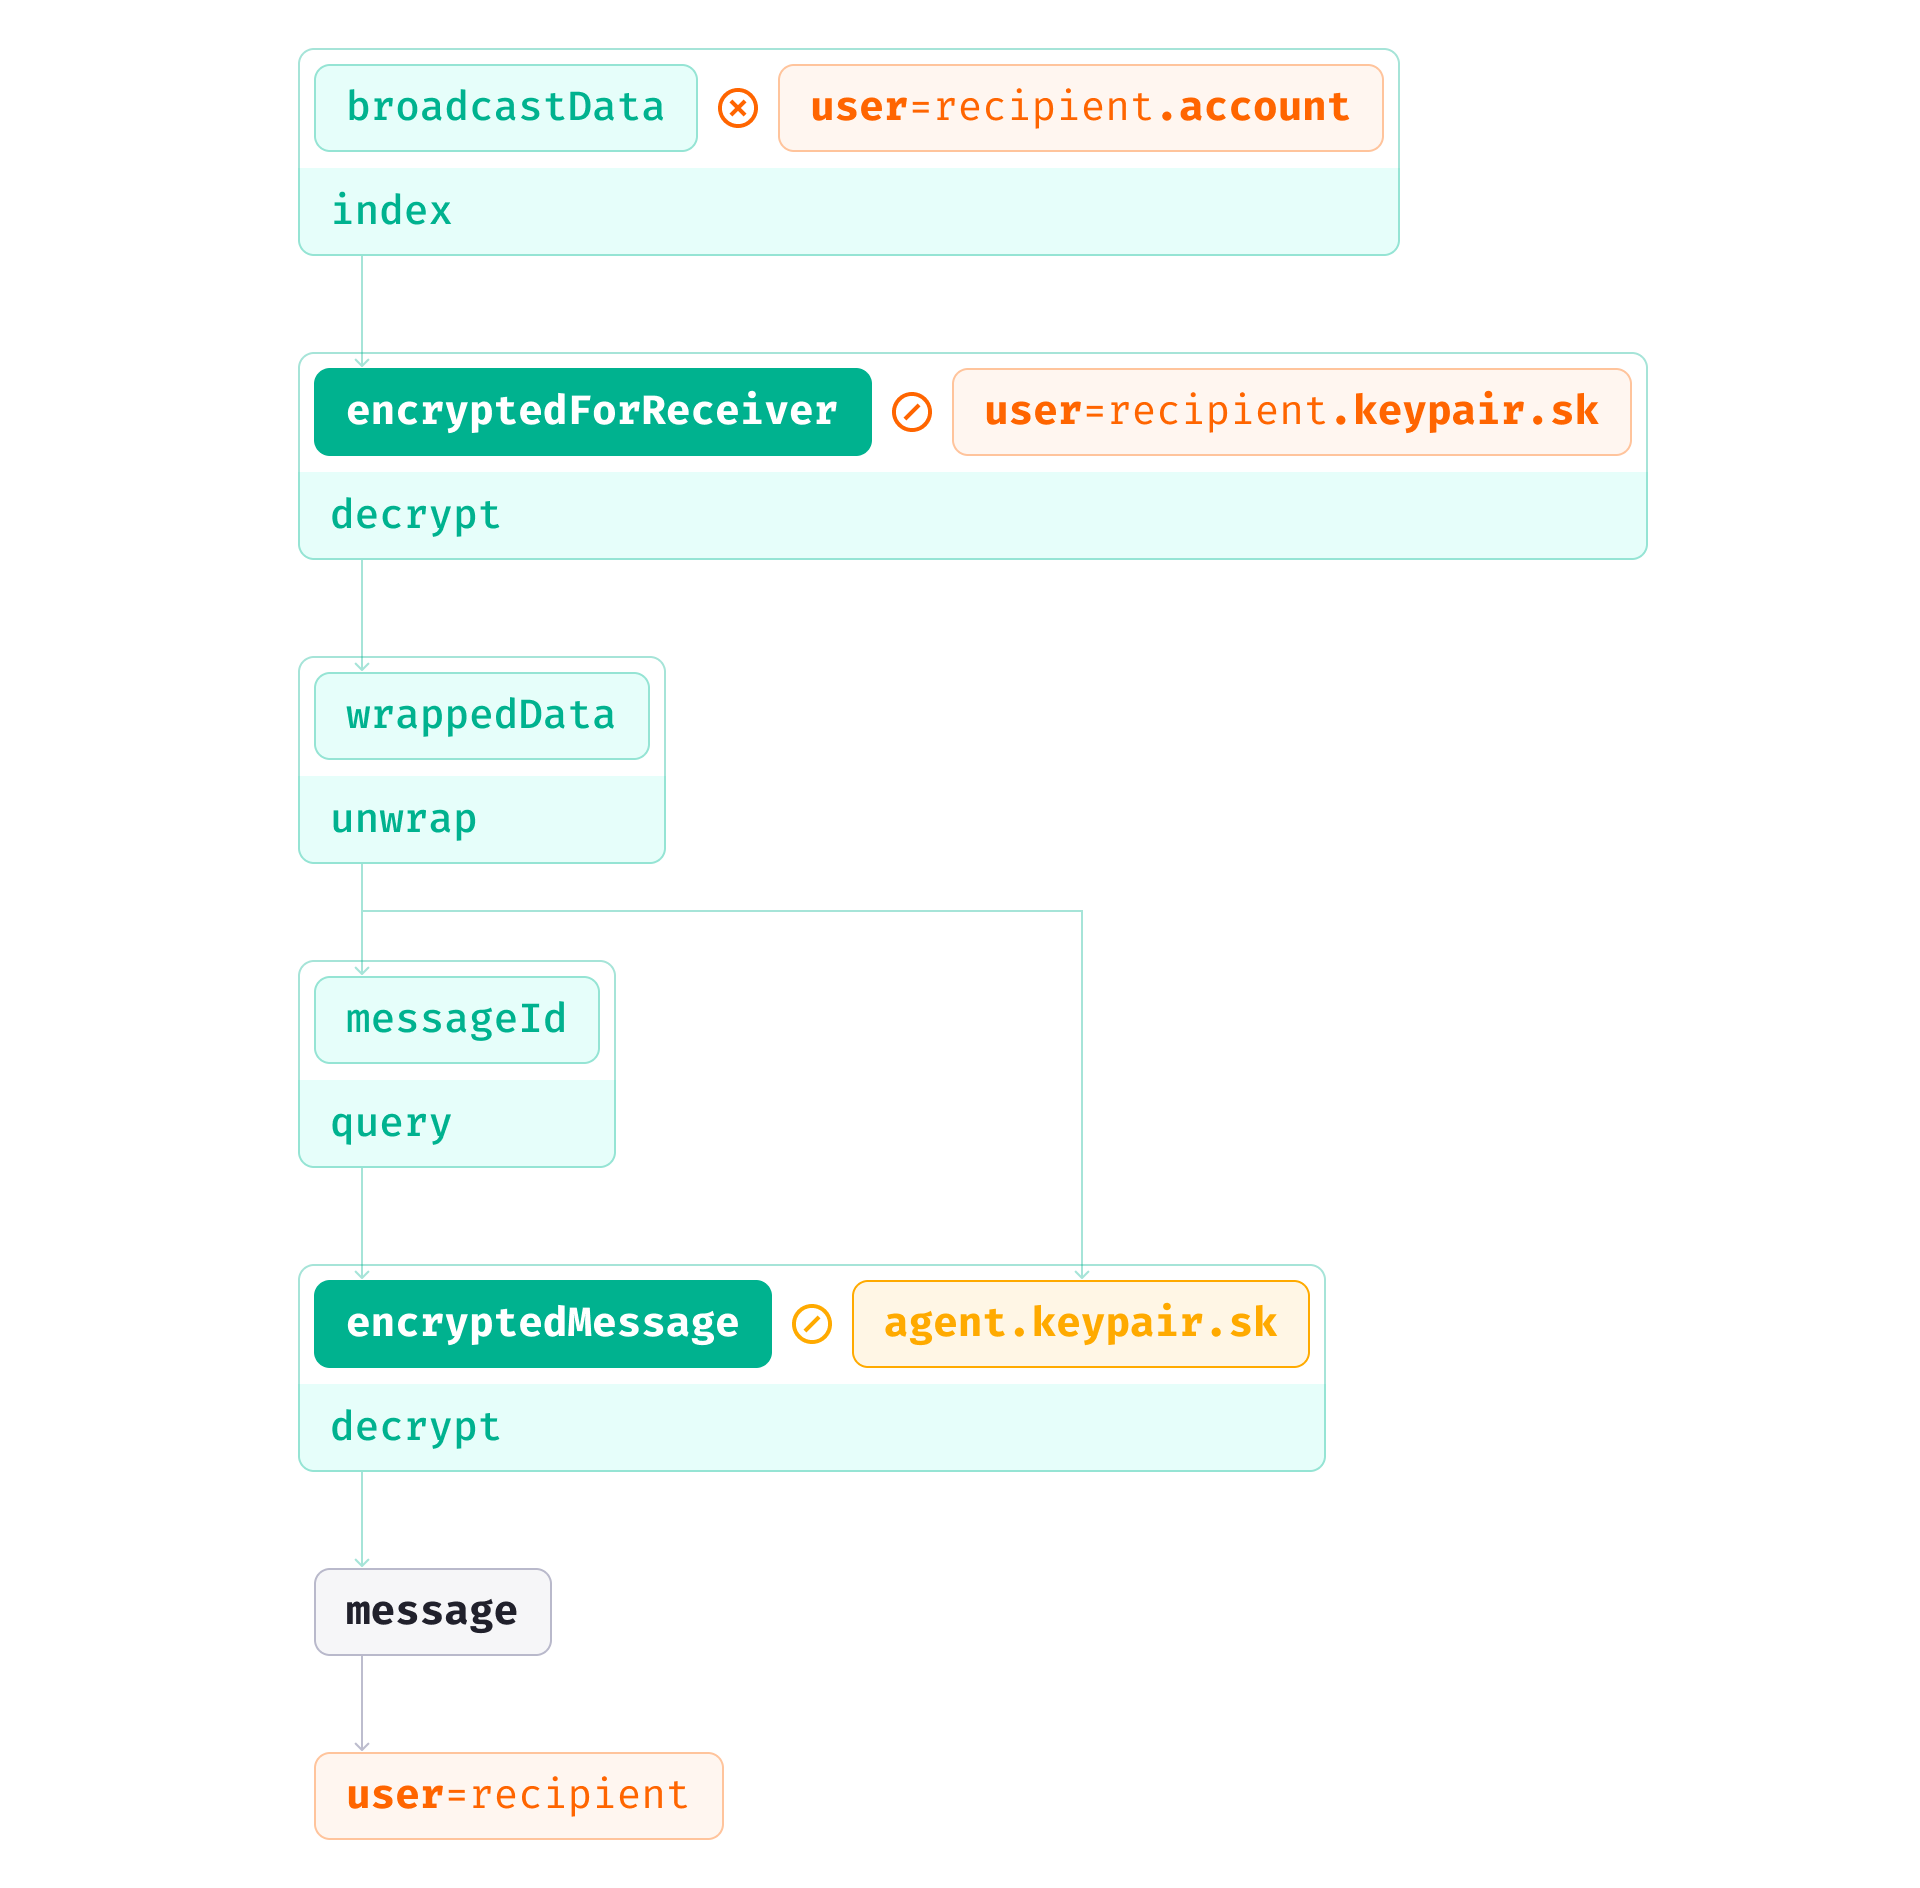 broadcastData user=recipient.account
index
encryptedForReceiver user=recipient.keypair.sk
decrypt
wrappedData
unwrap
messageId
query
encryptedMessage agent.keypair.sk
decrypt
message
user=recipient